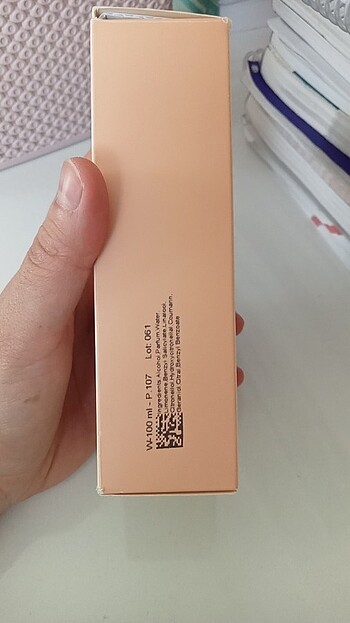 W-100 ml - P.107 Lot: 061
Ingredients: Alcohol Parfum Water
Limonene Benzyl Salicylate Linalool
Citronellol Hydroxycitronellal Coumarin
Geraniol Citral Benzyl Benzoate